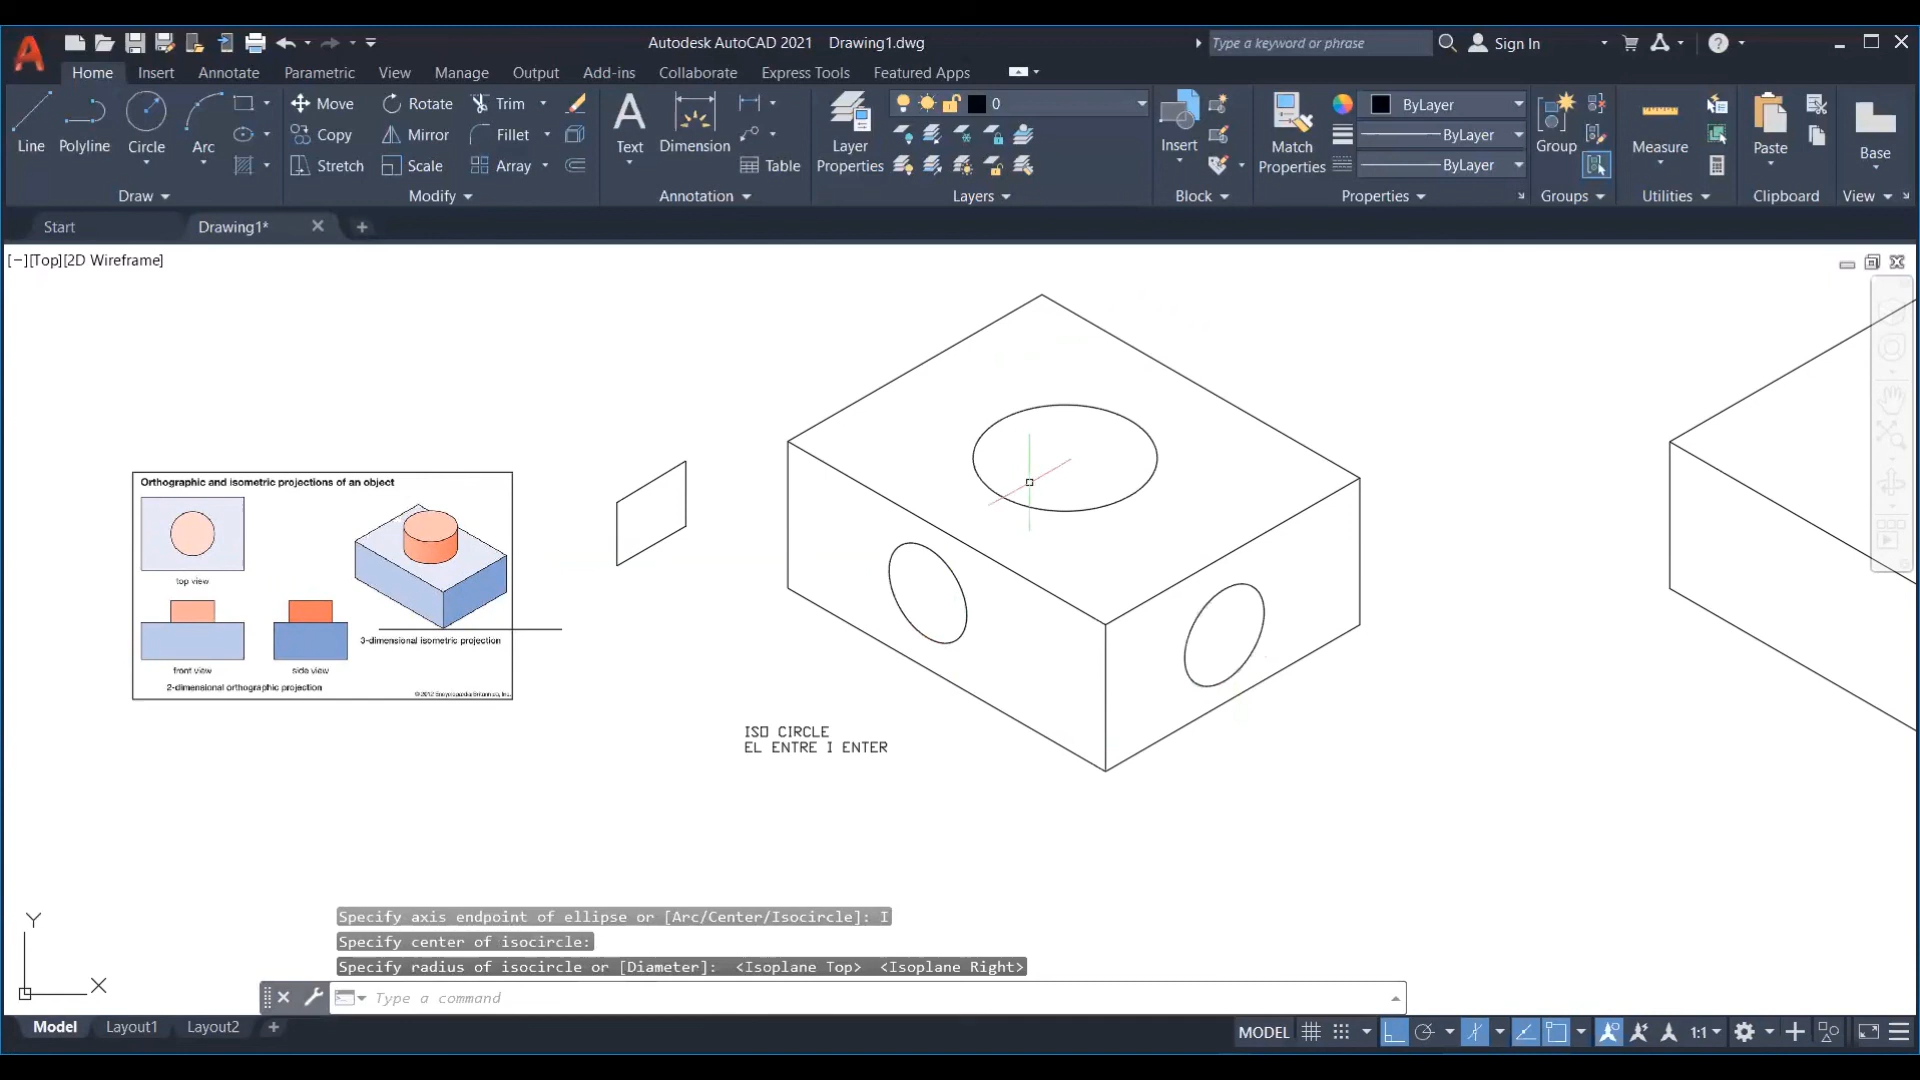 Autodesk AutoCAD 2021 Drawing1.dwg
Type a keyword or phrase
Sign In
Home Insert Annotate Parametric View Manage Output Add-ins Collaborate Express Tools Featured Apps
Line
Polyline
Circle
Arc
Move
Rotate
Trim
Copy
Mirror
Fillet
Stretch
Scale
Array
Text
Dimension
Table
Layer Properties
0
Insert
Match Properties
ByLayer
ByLayer
ByLayer
Group
Measure
Paste
Base
Draw
Modify
Annotation
Layers
Block
Properties
Groups
Utilities
Clipboard
View
Start
Drawing1*
[−][Top][2D Wireframe]
Orthographic and isometric projections of an object
top view
3-dimensional isometric projection
front view
side view
2-dimensional orthographic projection
© 2012 Encyclopædia Britannica, Inc.
ISO CIRCLE
EL ENTRE I ENTER
Y
X
Specify axis endpoint of ellipse or [Arc/Center/Isocircle]: I
Specify center of isocircle:
Specify radius of isocircle or [Diameter]: <Isoplane Top> <Isoplane Right>
Type a command
Model Layout1 Layout2
MODEL
1:1